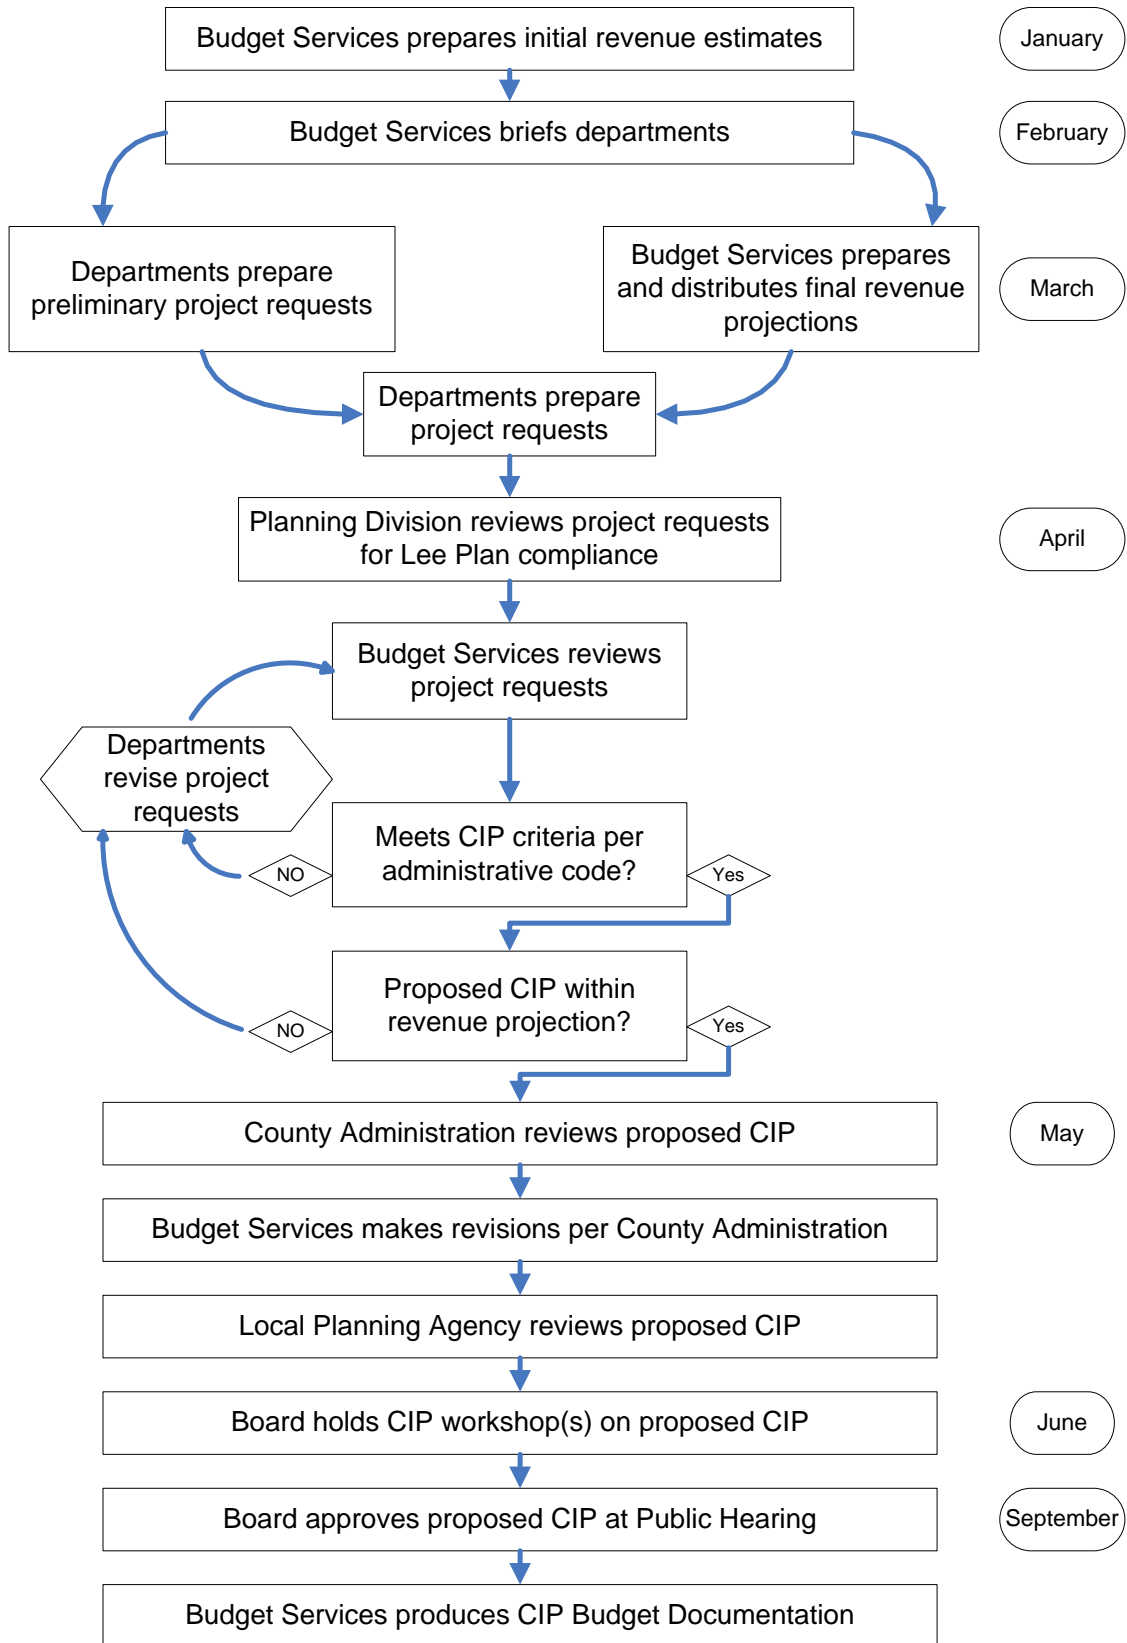 Budget Services prepares initial revenue estimates
January
Budget Services briefs departments
February
Departments prepare
preliminary project requests
Budget Services prepares
and distributes final revenue
projections
March
Departments prepare
project requests
Planning Division reviews project requests
for Lee Plan compliance
April
Budget Services reviews
project requests
Departments
revise project
requests
Meets CIP criteria per
administrative code?
NO
Yes
Proposed CIP within
revenue projection?
NO
Yes
County Administration reviews proposed CIP
May
Budget Services makes revisions per County Administration
Local Planning Agency reviews proposed CIP
Board holds CIP workshop(s) on proposed CIP
June
Board approves proposed CIP at Public Hearing
September
Budget Services produces CIP Budget Documentation